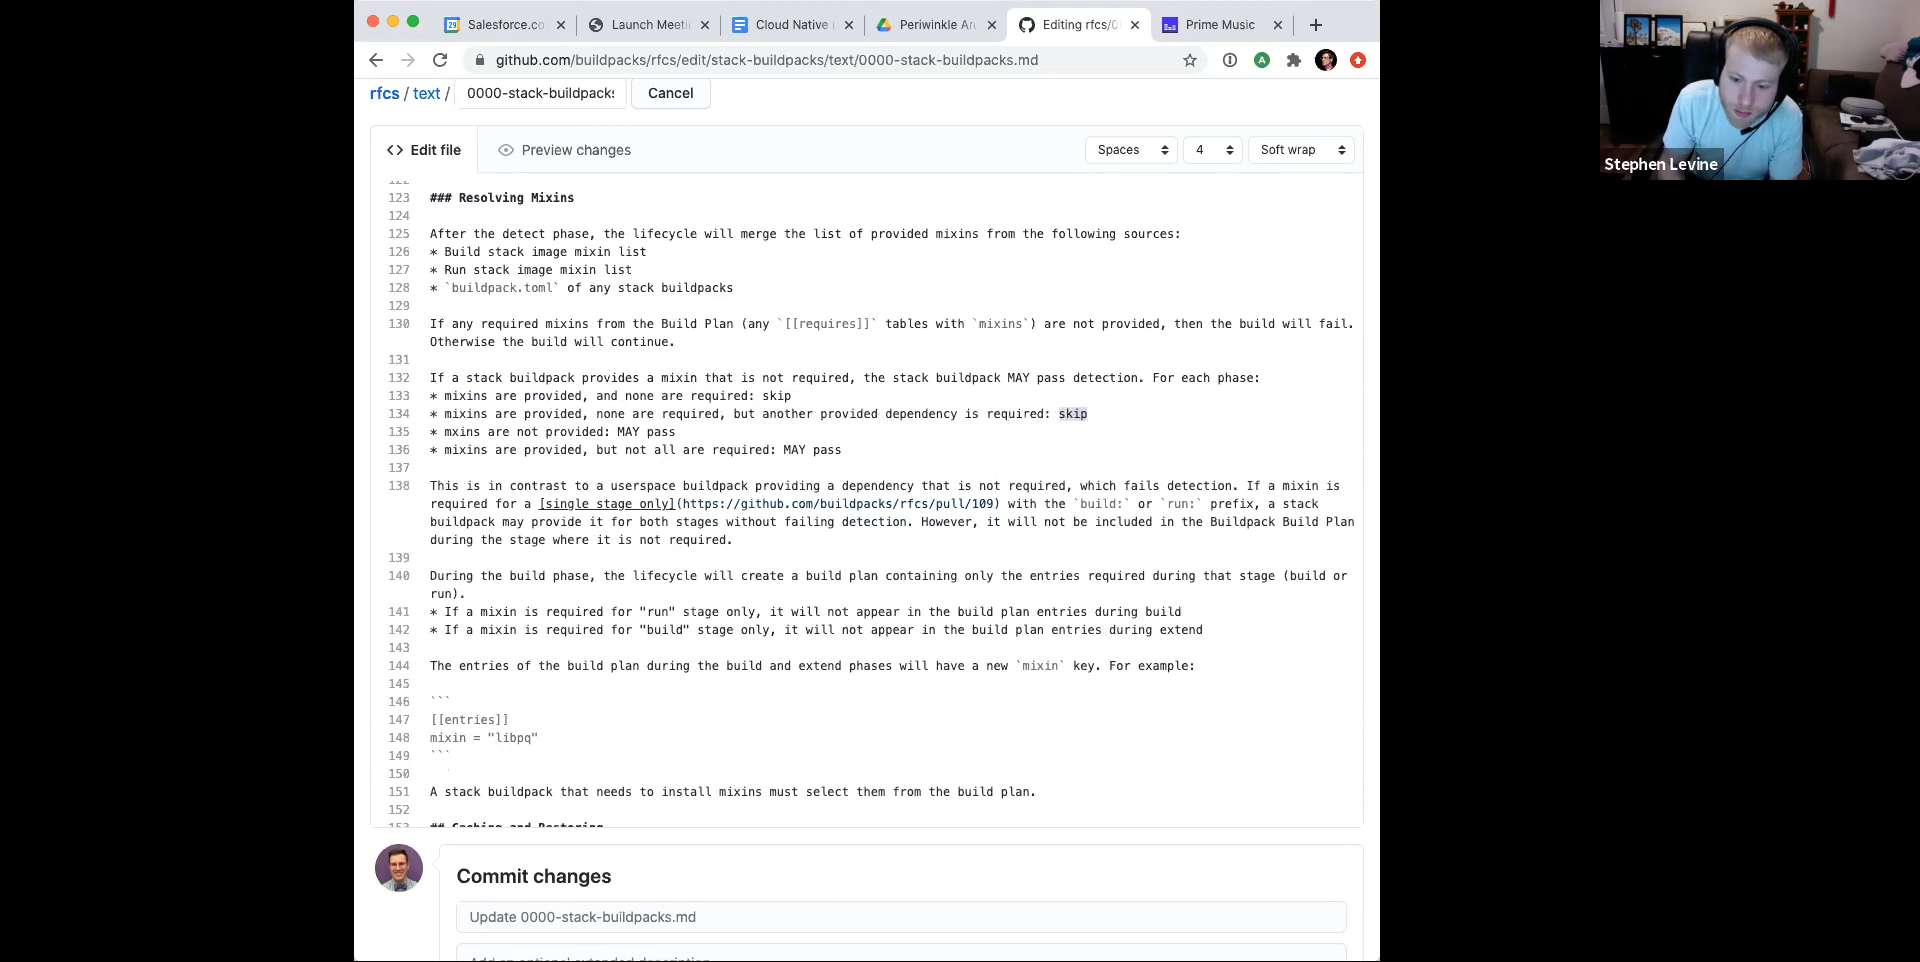 Salesforce.co
Launch Meeti
Cloud Native
Periwinkle Ar
Editing rfcs/0
Prime Music
github.com/buildpacks/rfcs/edit/stack-buildpacks/text/0000-stack-buildpacks.md
rfcs / text / 0000-stack-buildpacks Cancel
Edit file
Preview changes
Spaces
4
Soft wrap
122
123 ### Resolving Mixins
124
125 After the detect phase, the lifecycle will merge the list of provided mixins from the following sources:
126 * Build stack image mixin list
127 * Run stack image mixin list
128 * `buildpack.toml` of any stack buildpacks
129
130 If any required mixins from the Build Plan (any `[[requires]]` tables with `mixins`) are not provided, then the build will fail.
Otherwise the build will continue.
131
132 If a stack buildpack provides a mixin that is not required, the stack buildpack MAY pass detection. For each phase:
133 * mixins are provided, and none are required: skip
134 * mixins are provided, none are required, but another provided dependency is required: skip
135 * mxins are not provided: MAY pass
136 * mixins are provided, but not all are required: MAY pass
137
138 This is in contrast to a userspace buildpack providing a dependency that is not required, which fails detection. If a mixin is
required for a [single stage only](https://github.com/buildpacks/rfcs/pull/109) with the `build:` or `run:` prefix, a stack
buildpack may provide it for both stages without failing detection. However, it will not be included in the Buildpack Build Plan
during the stage where it is not required.
139
140 During the build phase, the lifecycle will create a build plan containing only the entries required during that stage (build or
run).
141 * If a mixin is required for "run" stage only, it will not appear in the build plan entries during build
142 * If a mixin is required for "build" stage only, it will not appear in the build plan entries during extend
143
144 The entries of the build plan during the build and extend phases will have a new `mixin` key. For example:
145
146 ```
147 [[entries]]
148 mixin = "libpq"
149 ```
150
151 A stack buildpack that needs to install mixins must select them from the build plan.
152
153 ## Caching and Restoring
Commit changes
Update 0000-stack-buildpacks.md
Add an optional extended description
Stephen Levine